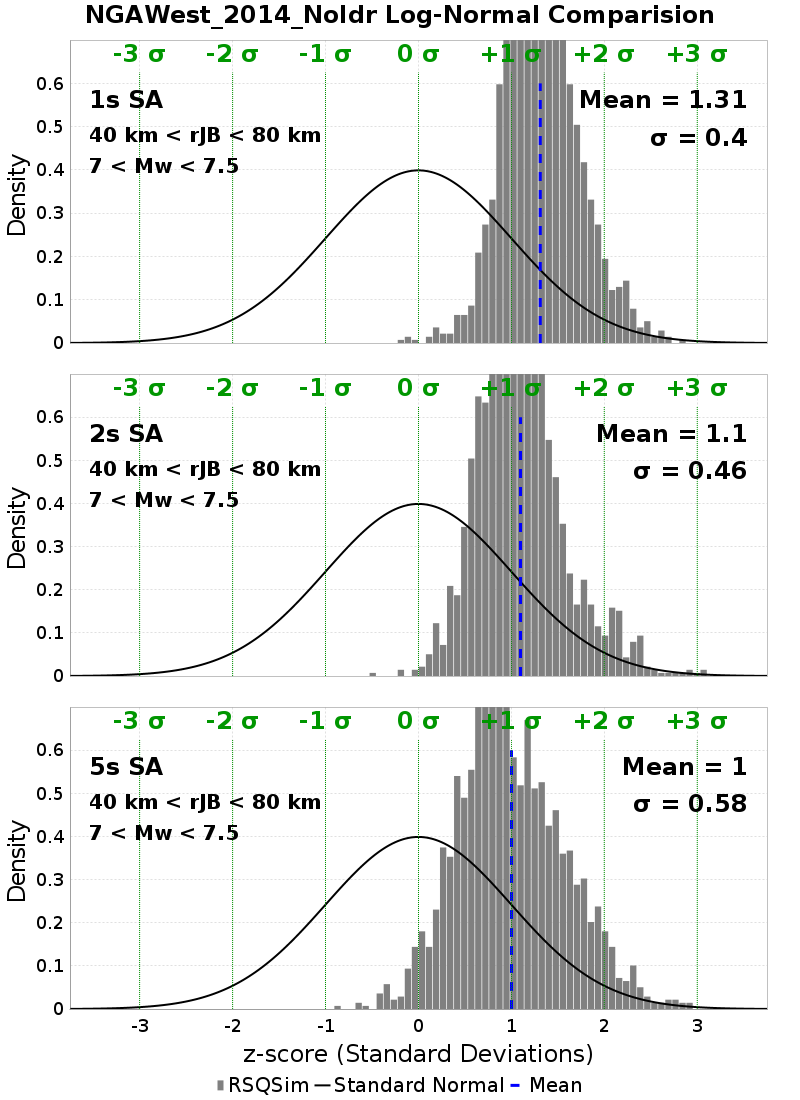 NGAWest_2014_NoIdr Log-Normal Comparision
-3 σ -2 σ -1 σ 0 σ +1 σ +2 σ +3 σ
1s SA
40 km < rJB < 80 km
7 < Mw < 7.5
Mean = 1.31
σ = 0.4
Density
0.6
0.5
0.4
0.3
0.2
0.1
0
-3 σ -2 σ -1 σ 0 σ +1 σ +2 σ +3 σ
2s SA
40 km < rJB < 80 km
7 < Mw < 7.5
Mean = 1.1
σ = 0.46
Density
0.6
0.5
0.4
0.3
0.2
0.1
0
-3 σ -2 σ -1 σ 0 σ +1 σ +2 σ +3 σ
5s SA
40 km < rJB < 80 km
7 < Mw < 7.5
Mean = 1
σ = 0.58
Density
0.6
0.5
0.4
0.3
0.2
0.1
0
-3 -2 -1 0 1 2 3
z-score (Standard Deviations)
RSQSim Standard Normal Mean